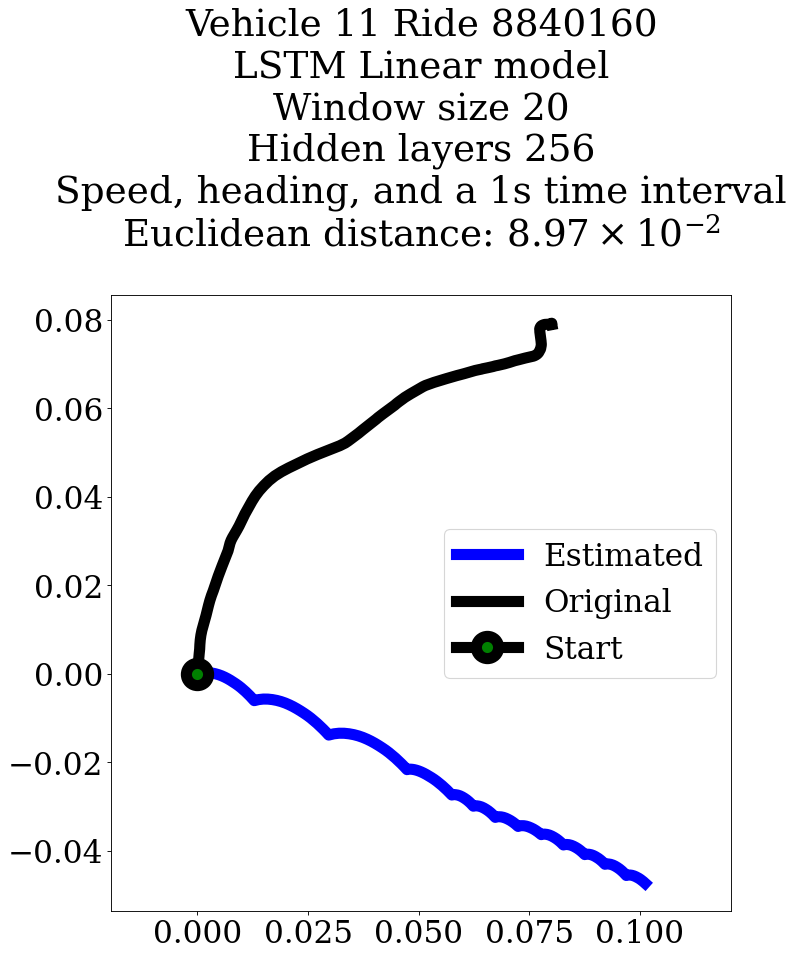 Vehicle 11 Ride 8840160
LSTM Linear model
Window size 20
Hidden layers 256
Speed, heading, and a 1s time interval
Euclidean distance: 8.97 × 10⁻²
0.08
0.06
0.04
0.02
0.00
−0.02
−0.04
Estimated
Original
Start
0.000 0.025 0.050 0.075 0.100